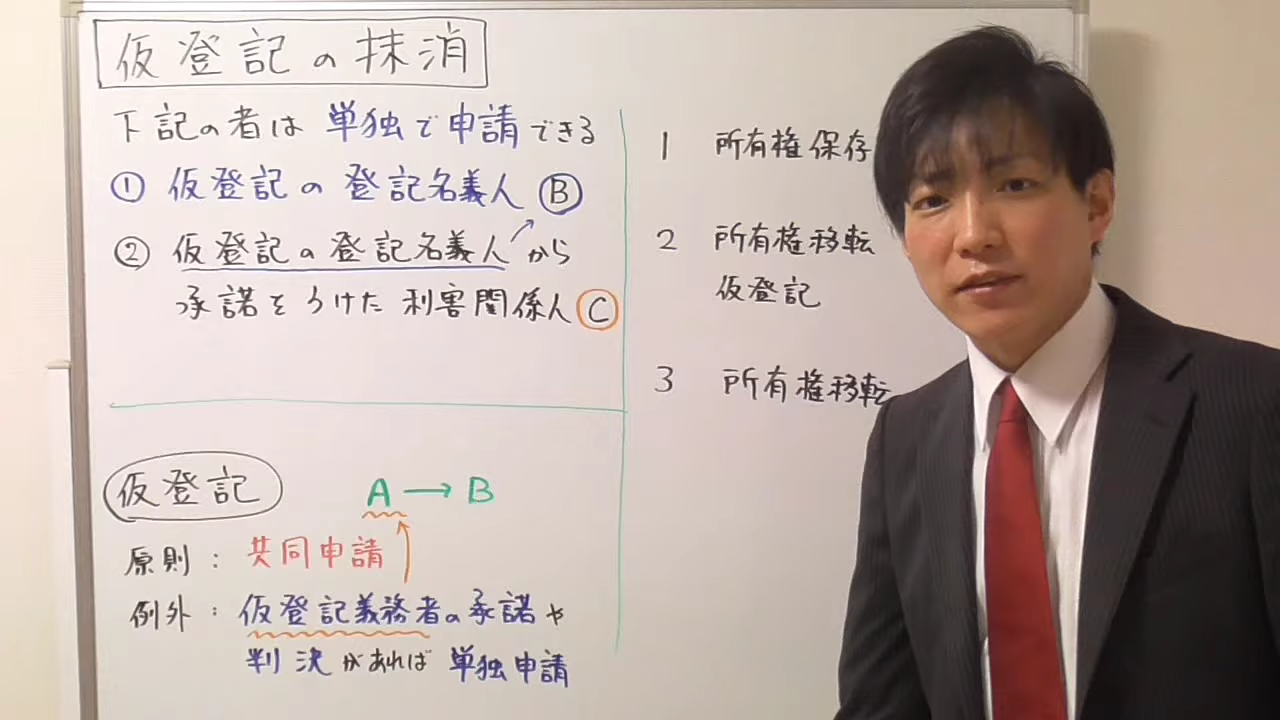 仮登記の抹消
下記の者は単独で申請できる
① 仮登記の登記名義人 B
② 仮登記の登記名義人から
承諾をうけた利害関係人 C
仮登記
A → B
原則：共同申請
例外：仮登記義務者の承諾や
判決があれば単独申請
1 所有権保存
2 所有権移転
仮登記
3 所有権移転